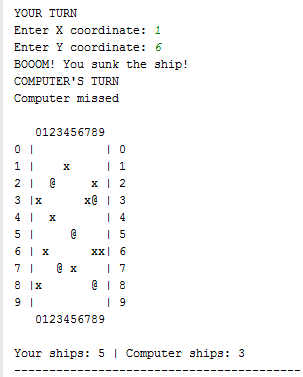 YOUR TURN
Enter X coordinate: 1
Enter Y coordinate: 6
BOOOM! You sunk the ship!
COMPUTER'S TURN
Computer missed
   0123456789
0 |          | 0
1 |    x     | 1
2 |  @     x | 2
3 |x      x@ | 3
4 |  x       | 4
5 |     @    | 5
6 | x      xx| 6
7 |   @ x    | 7
8 |x       @ | 8
9 |          | 9
   0123456789
Your ships: 5 | Computer ships: 3
-----------------------------------------